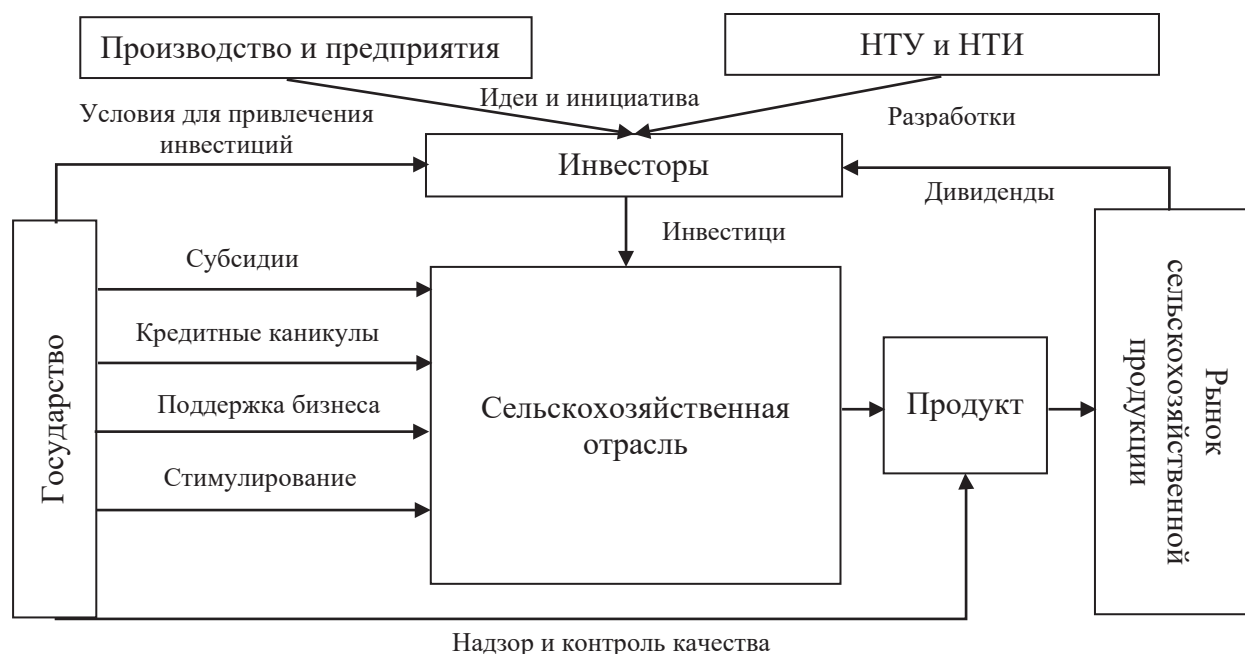 Производство и предприятия
НТУ и НТИ
Идеи и инициатива
Условия для привлечения
инвестиций
Разработки
Инвесторы
Дивиденды
Инвестици
Государство
Субсидии
Кредитные каникулы
Поддержка бизнеса
Стимулирование
Сельскохозяйственная
отрасль
Продукт
Рынок
сельскохозяйственной
продукции
Надзор и контроль качества